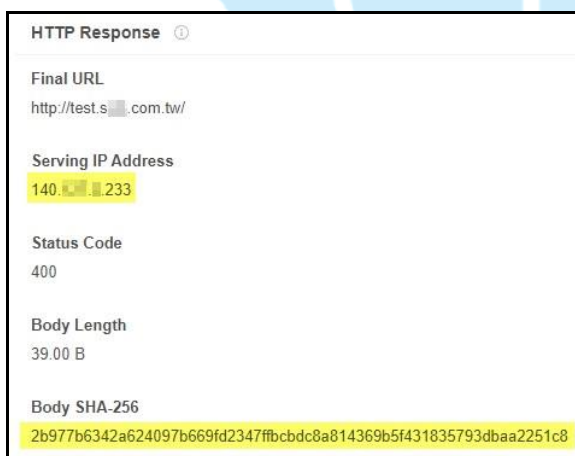 HTTP Response
Final URL
http://test.s .com.tw/
Serving IP Address
140. . .233
Status Code
400
Body Length
39.00 B
Body SHA-256
2b977b6342a624097b669fd2347ffbcbdc8a814369b5f431835793dbaa2251c8